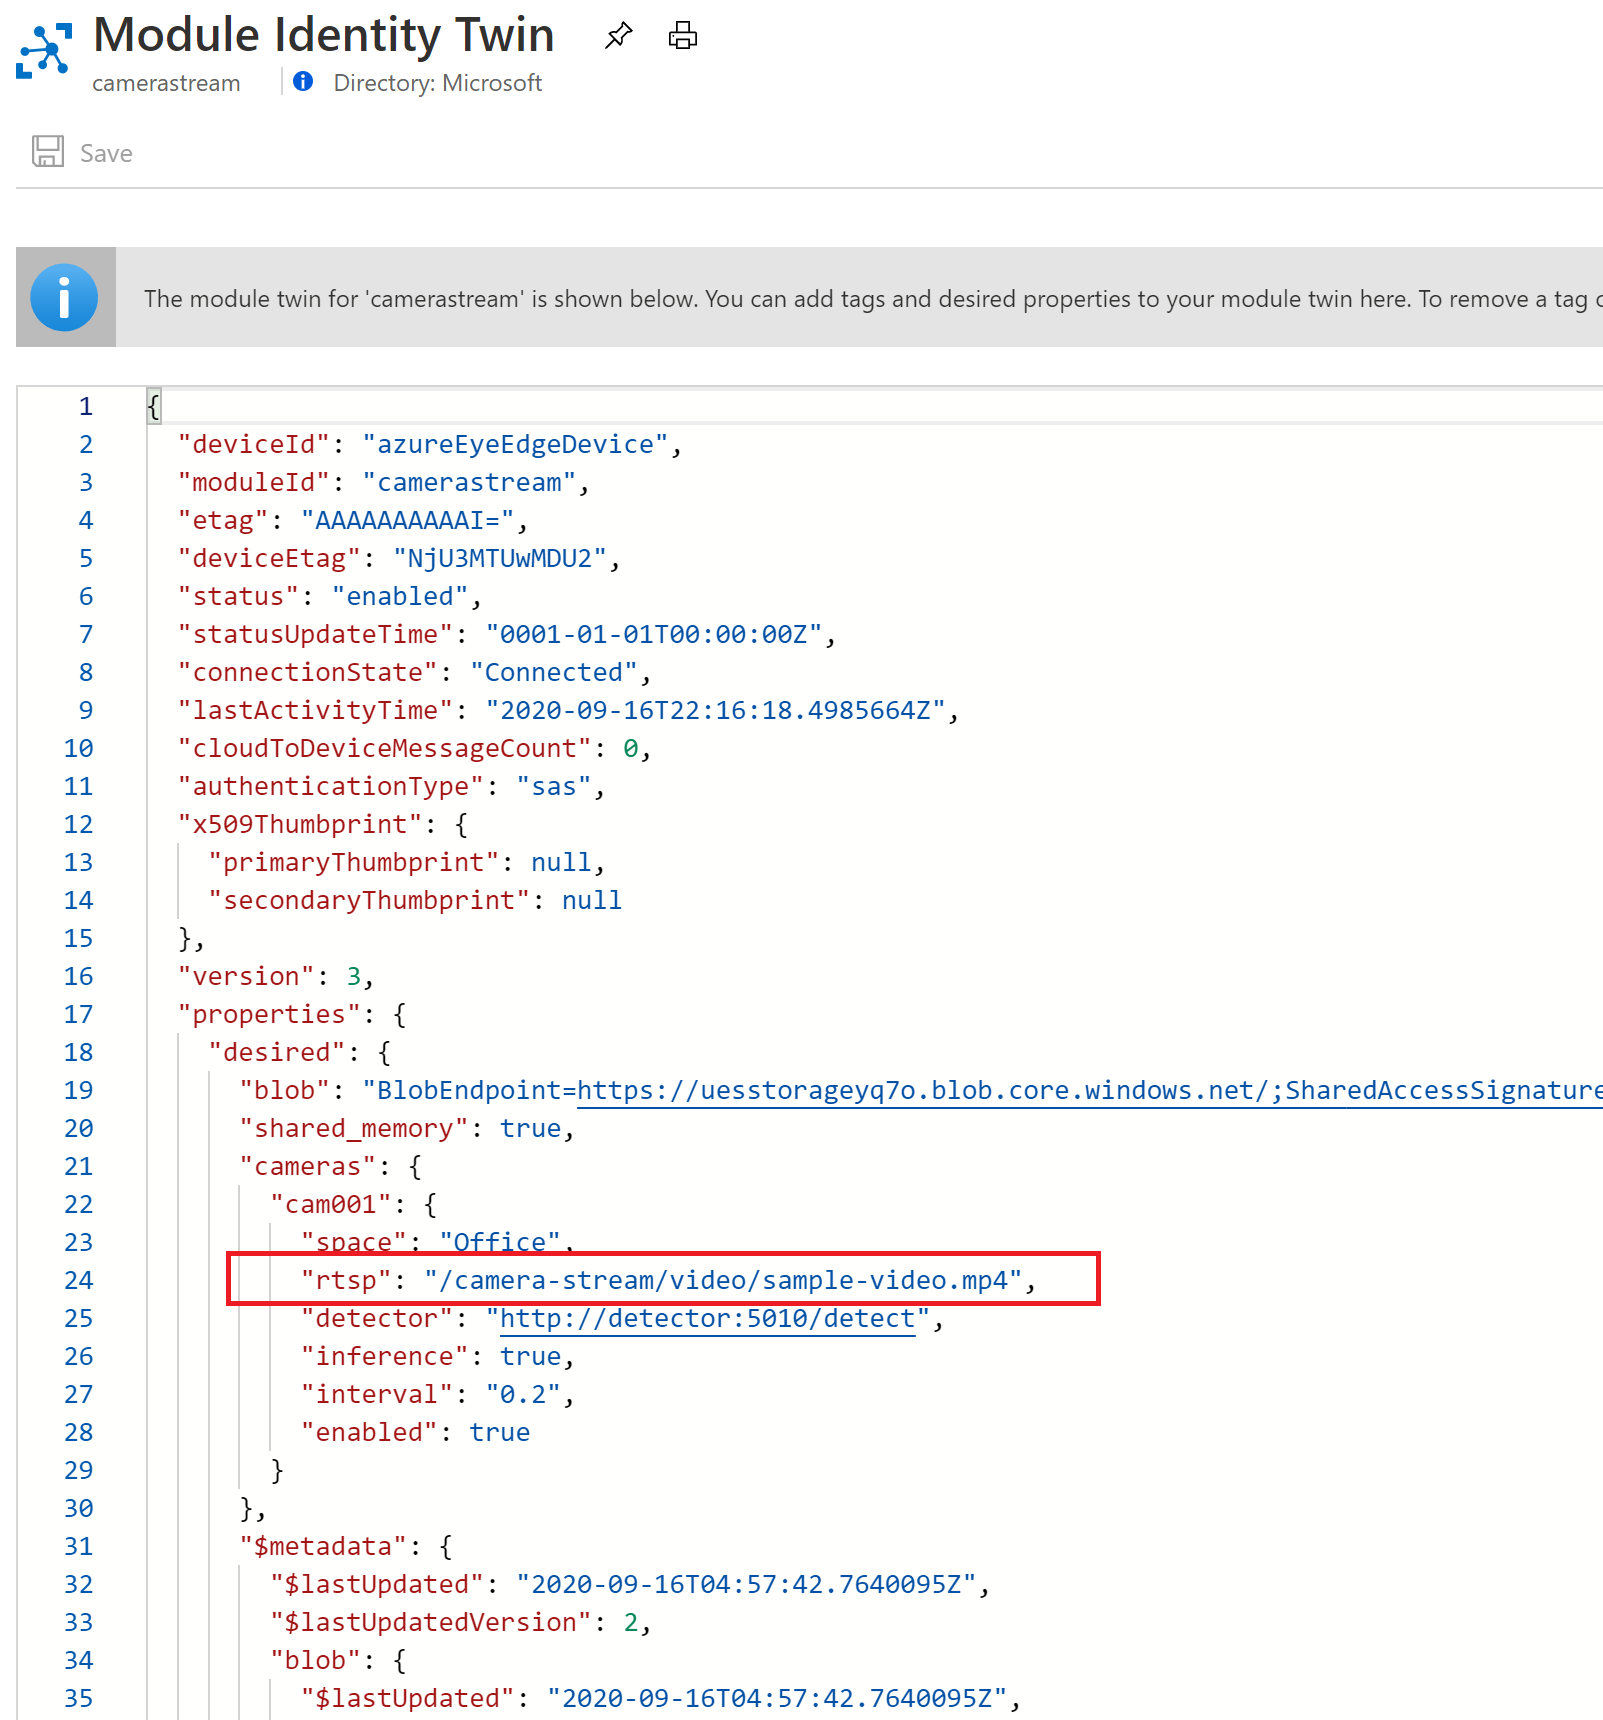 Module Identity Twin
camerastream
Directory: Microsoft
Save
The module twin for 'camerastream' is shown below. You can add tags and desired properties to your module twin here. To remove a tag
1 {
2 "deviceId": "azureEyeEdgeDevice",
3 "moduleId": "camerastream",
4 "etag": "AAAAAAAAAAI=",
5 "deviceEtag": "NjU3MTUwMDU2",
6 "status": "enabled",
7 "statusUpdateTime": "0001-01-01T00:00:00Z",
8 "connectionState": "Connected",
9 "lastActivityTime": "2020-09-16T22:16:18.4985664Z",
10 "cloudToDeviceMessageCount": 0,
11 "authenticationType": "sas",
12 "x509Thumbprint": {
13 "primaryThumbprint": null,
14 "secondaryThumbprint": null
15 },
16 "version": 3,
17 "properties": {
18 "desired": {
19 "blob": "BlobEndpoint=https://uesstorageyq7o.blob.core.windows.net/;SharedAccessSignature
20 "shared_memory": true,
21 "cameras": {
22 "cam001": {
23 "space": "Office",
24 "rtsp": "/camera-stream/video/sample-video.mp4",
25 "detector": "http://detector:5010/detect",
26 "inference": true,
27 "interval": "0.2",
28 "enabled": true
29 }
30 },
31 "$metadata": {
32 "$lastUpdated": "2020-09-16T04:57:42.7640095Z",
33 "$lastUpdatedVersion": 2,
34 "blob": {
35 "$lastUpdated": "2020-09-16T04:57:42.7640095Z",